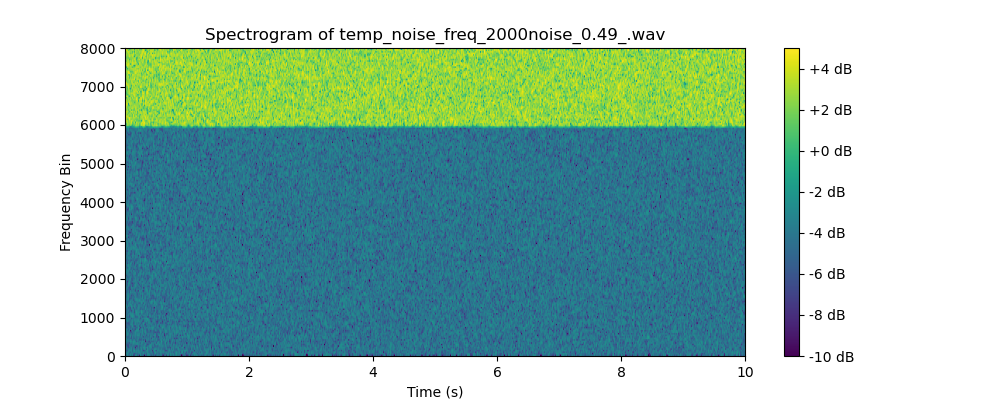 Spectrogram of temp_noise_freq_2000noise_0.49_.wav
8000
7000
6000
5000
4000
3000
2000
1000
0
Frequency Bin
0 2 4 6 8 10
Time (s)
+4 dB
+2 dB
+0 dB
-2 dB
-4 dB
-6 dB
-8 dB
-10 dB